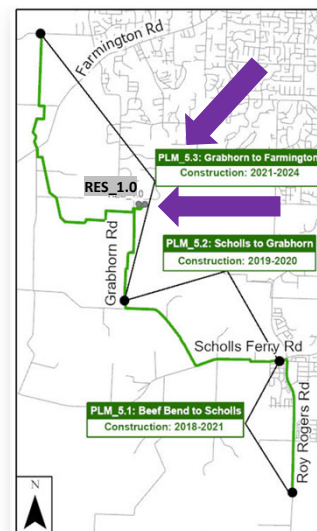 Farmington Rd
PLM_5.3: Grabhorn to Farmington
Construction: 2021-2024
RES_1.0
Grabhorn Rd
PLM_5.2: Scholls to Grabhorn
Construction: 2019-2020
Scholls Ferry Rd
PLM_5.1: Beef Bend to Scholls
Construction: 2018-2021
Roy Rogers Rd
N